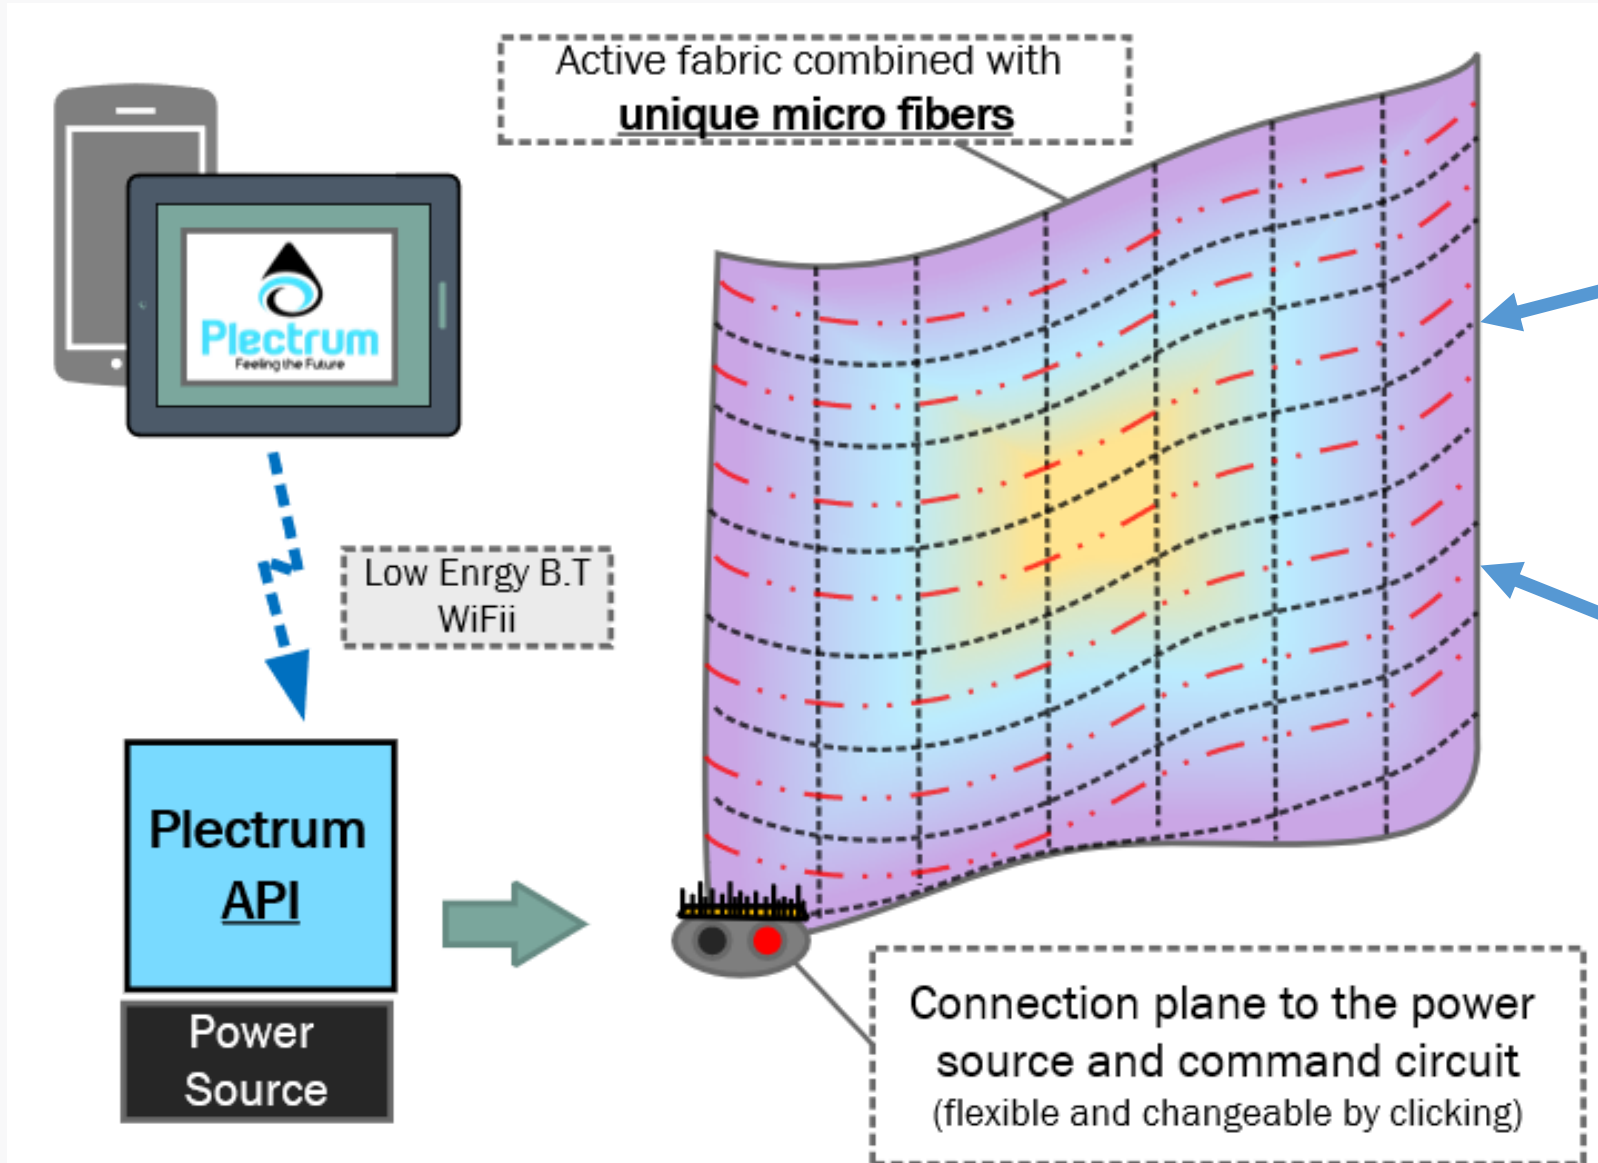 Active fabric combined with
unique micro fibers
Plectrum
Feeling the Future
Low Enrgy B.T
WiFii
Plectrum
API
Power
Source
Connection plane to the power
source and command circuit
(flexible and changeable by clicking)